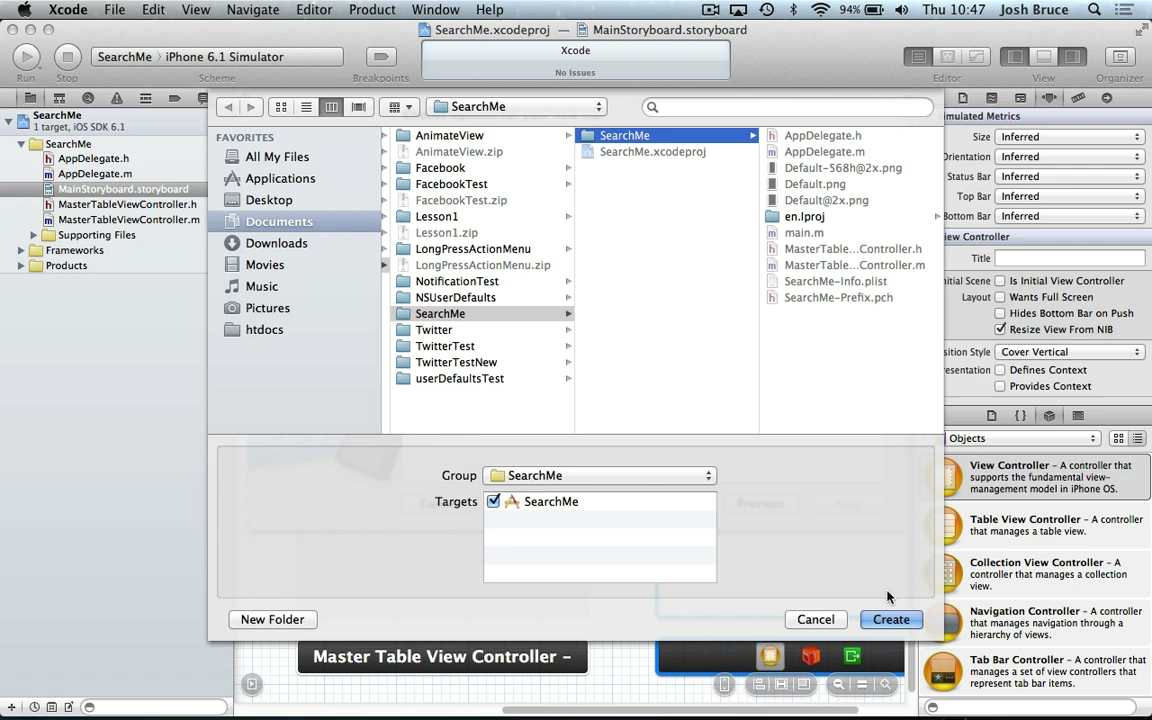 Xcode File Edit View Navigate Editor Product Window Help 94% Thu 10:47 Josh Bruce
SearchMe.xcodeproj — MainStoryboard.storyboard
SearchMe 〉iPhone 6.1 Simulator
Xcode
No Issues
Run Stop Scheme Breakpoints Editor View Organizer
SearchMe
1 target, iOS SDK 6.1
SearchMe
AppDelegate.h
AppDelegate.m
MainStoryboard.storyboard
MasterTableViewController.h
MasterTableViewController.m
Supporting Files
Frameworks
Products
SearchMe
FAVORITES
All My Files
Applications
Desktop
Documents
Downloads
Movies
Music
Pictures
htdocs
AnimateView
AnimateView.zip
Facebook
FacebookTest
FacebookTest.zip
Lesson1
Lesson1.zip
LongPressActionMenu
LongPressActionMenu.zip
NotificationTest
NSUserDefaults
SearchMe
Twitter
TwitterTest
TwitterTestNew
userDefaultsTest
SearchMe
SearchMe.xcodeproj
AppDelegate.h
AppDelegate.m
Default-568h@2x.png
Default.png
Default@2x.png
en.lproj
main.m
MasterTable...Controller.h
MasterTable...Controller.m
SearchMe-Info.plist
SearchMe-Prefix.pch
Group SearchMe
Targets SearchMe
New Folder Cancel Create
Master Table View Controller –
mulated Metrics
Size Inferred
Orientation Inferred
Status Bar Inferred
Top Bar Inferred
Bottom Bar Inferred
iew Controller
Title
nitial Scene Is Initial View Controller
Layout Wants Full Screen
Hides Bottom Bar on Push
Resize View From NIB
sition Style Cover Vertical
resentation Defines Context
Provides Context
Objects
View Controller – A controller that
supports the fundamental view-
management model in iPhone OS.
Table View Controller – A controller
that manages a table view.
Collection View Controller – A
controller that manages a collection
view.
Navigation Controller – A controller
that manages navigation through a
hierarchy of views.
Tab Bar Controller – A controller that
manages a set of view controllers that
represent tab bar items.